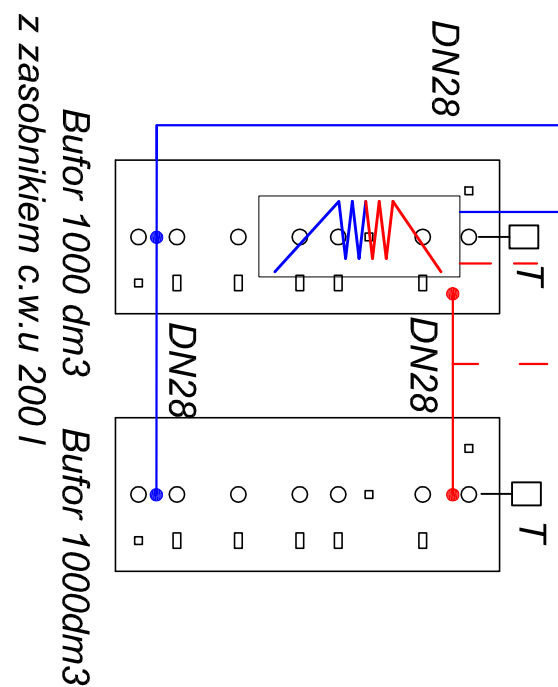 DN28
T
DN28
DN28
T
Bufor 1000 dm3
z zasobnikiem c.w.u 200 l
Bufor 1000dm3